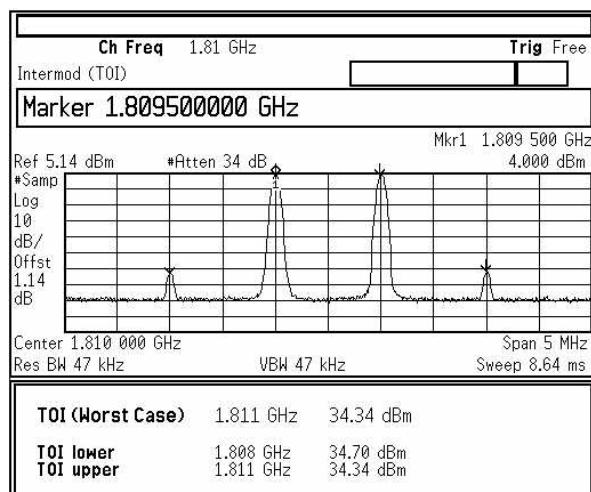 Ch Freq 1.81 GHz Trig Free
Intermod (TOI)
Marker 1.809500000 GHz
Mkr1 1.809 500 GHz
Ref 5.14 dBm #Atten 34 dB 4.000 dBm
#Samp
Log
10
dB/
Offst
1.14
dB
1
Center 1.810 000 GHz Span 5 MHz
Res BW 47 kHz VBW 47 kHz Sweep 8.64 ms
TOI (Worst Case) 1.811 GHz 34.34 dBm
TOI lower 1.808 GHz 34.70 dBm
TOI upper 1.811 GHz 34.34 dBm